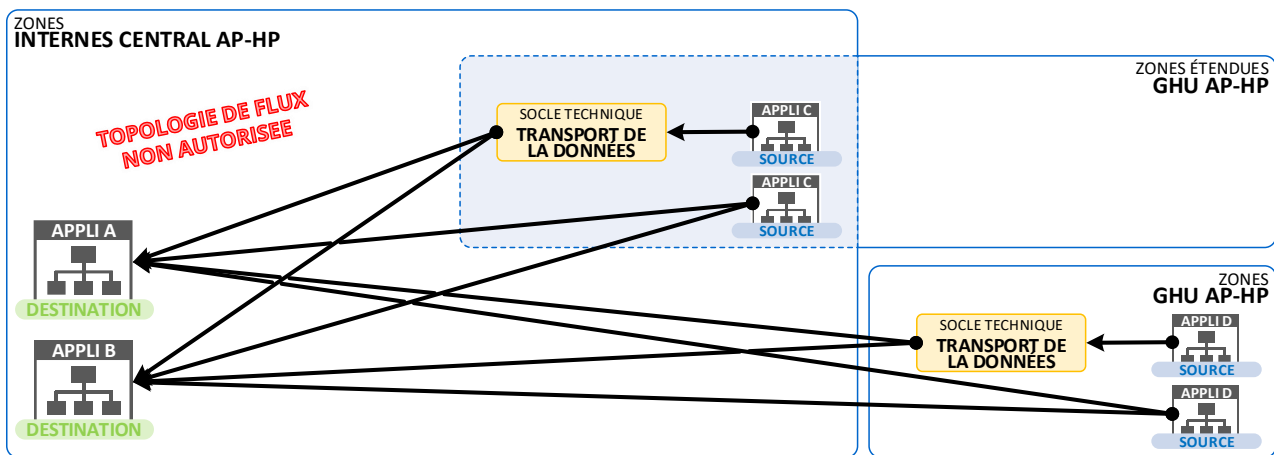 ZONES
INTERNES CENTRAL AP-HP
ZONES ÉTENDUES
GHU AP-HP
TOPOLOGIE DE FLUX
NON AUTORISEE
SOCLE TECHNIQUE
TRANSPORT DE
LA DONNÉES
APPLI C
SOURCE
APPLI C
SOURCE
APPLI A
DESTINATION
APPLI B
DESTINATION
ZONES
GHU AP-HP
SOCLE TECHNIQUE
TRANSPORT DE
LA DONNÉES
APPLI D
SOURCE
APPLI D
SOURCE